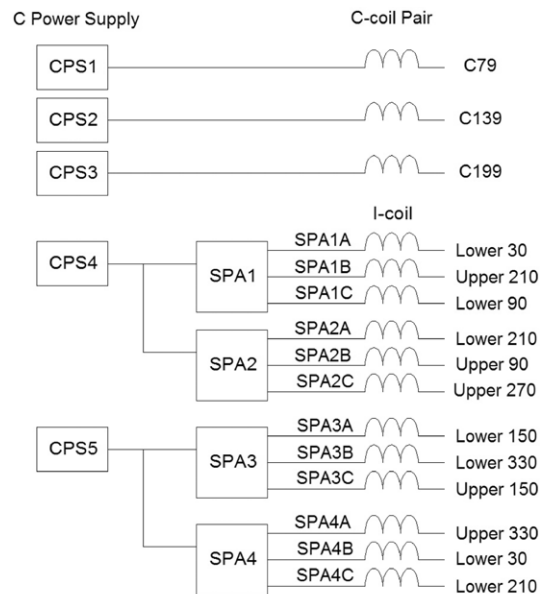 C Power Supply C-coil Pair
CPS1 C79
CPS2 C139
CPS3 C199
I-coil
CPS4 SPA1 SPA1A Lower 30
SPA1B Upper 210
SPA1C Lower 90
SPA2 SPA2A Lower 210
SPA2B Upper 90
SPA2C Upper 270
CPS5 SPA3 SPA3A Lower 150
SPA3B Lower 330
SPA3C Upper 150
SPA4 SPA4A Upper 330
SPA4B Lower 30
SPA4C Lower 210